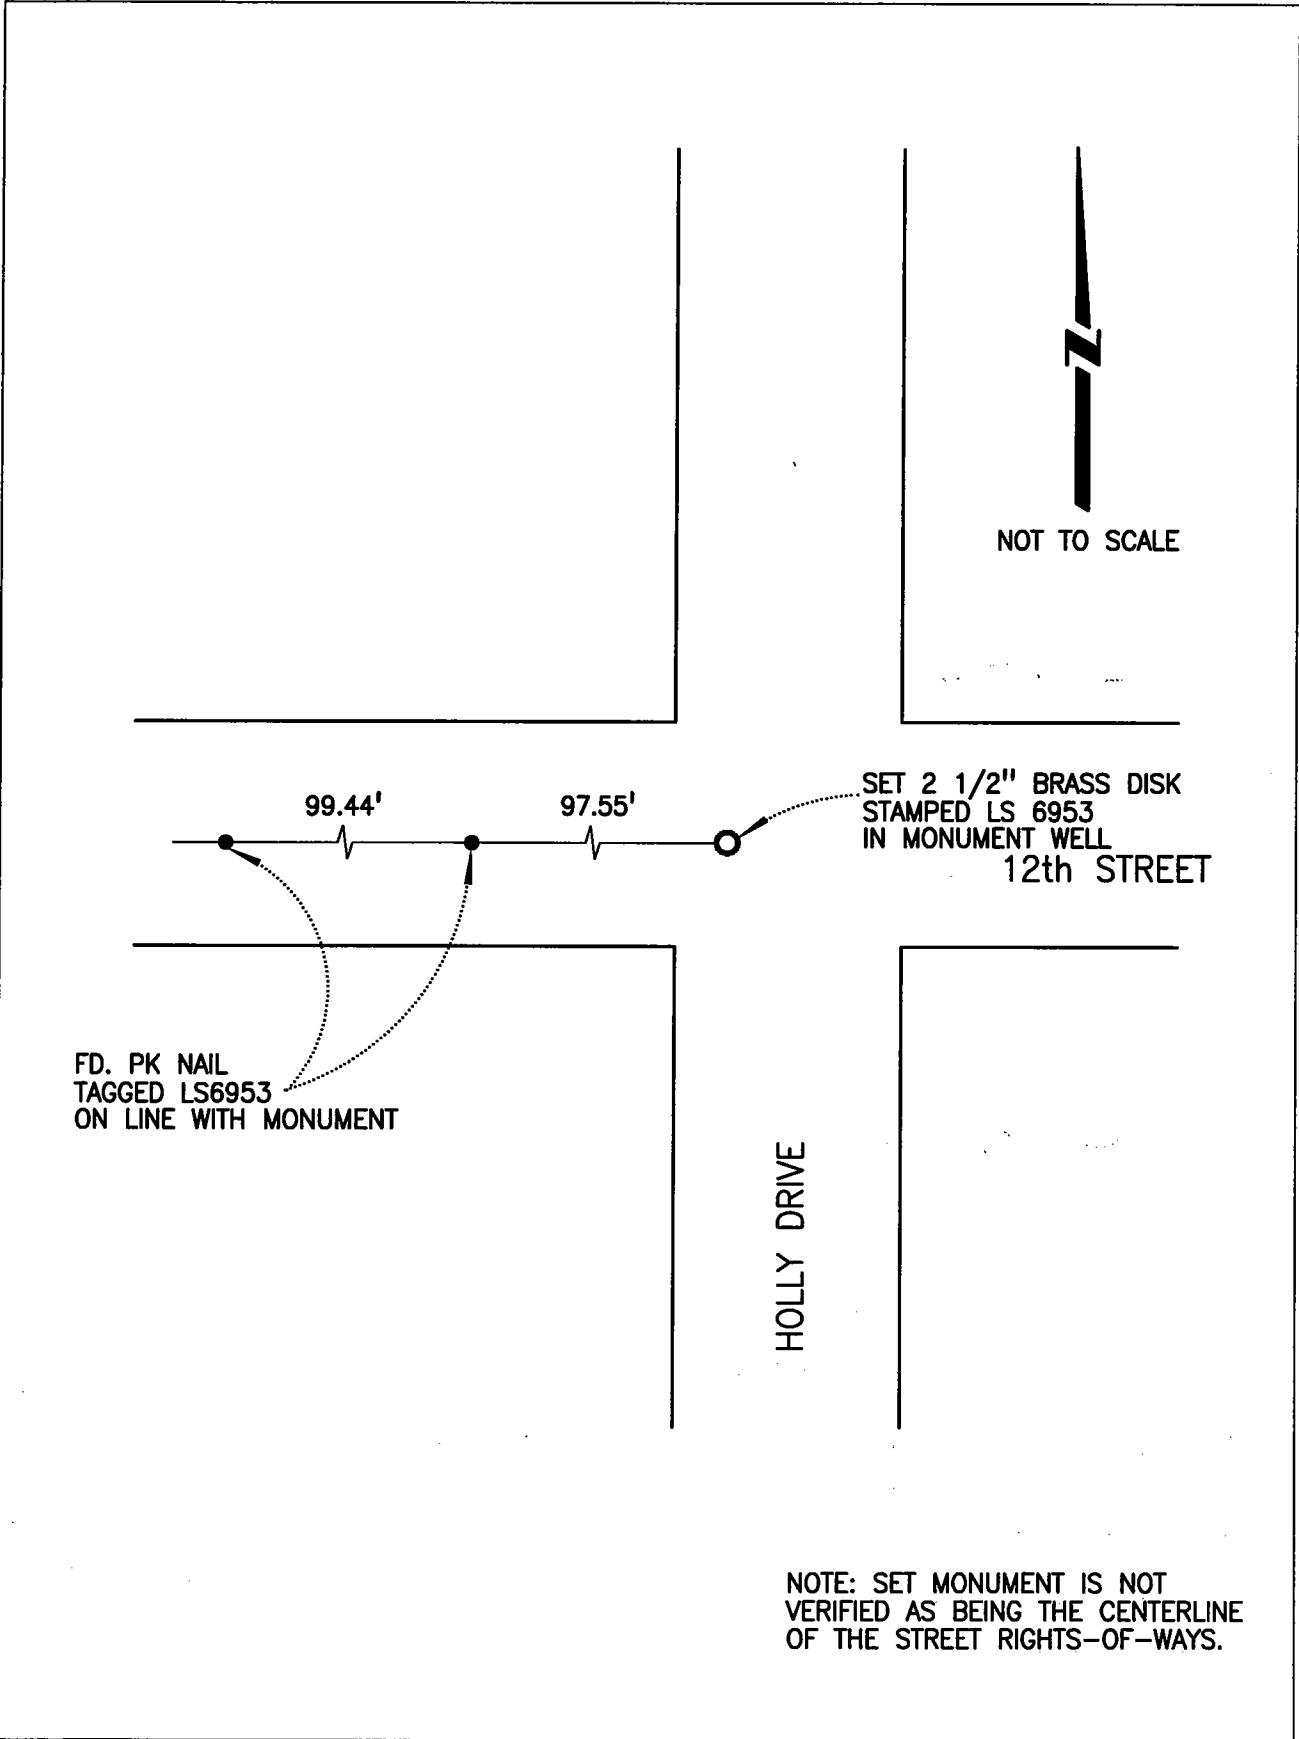 N
NOT TO SCALE
99.44'
97.55'
SET 2 1/2" BRASS DISK
STAMPED LS 6953
IN MONUMENT WELL
12th STREET
FD. PK NAIL
TAGGED LS6953
ON LINE WITH MONUMENT
HOLLY DRIVE
NOTE: SET MONUMENT IS NOT
VERIFIED AS BEING THE CENTERLINE
OF THE STREET RIGHTS-OF-WAYS.